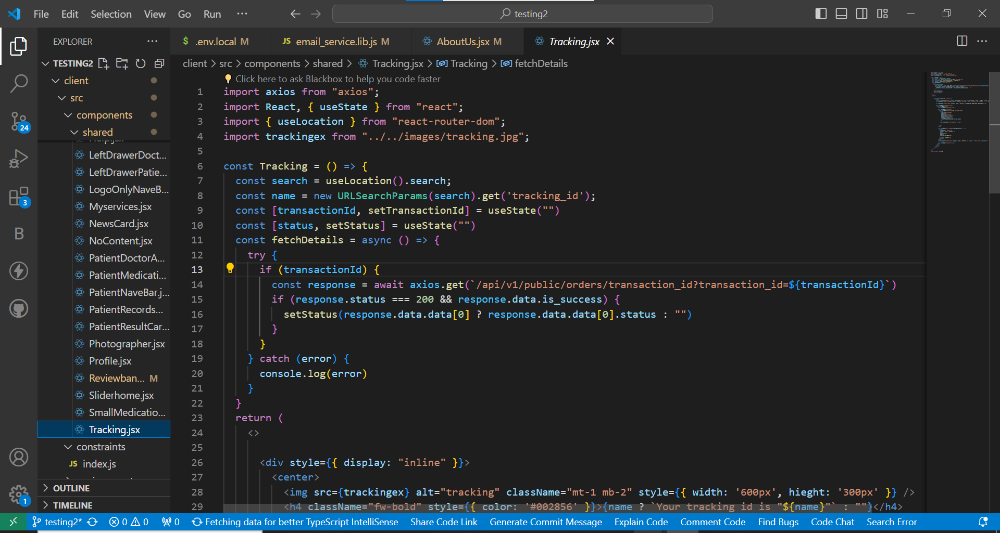 File Edit Selection View Go Run ··· testing2
EXPLORER ···
$ .env.local M
JS email_service.lib.js M
AboutUs.jsx M
Tracking.jsx
TESTING2
client
src
components
shared
LeftDrawerDoct...
LeftDrawerPatie...
LogoOnlyNaveB...
Myservices.jsx
NewsCard.jsx
NoContent.jsx
PatientDoctorA...
PatientMedicati...
PatientNaveBar.j...
PatientRecords...
PatientResultCar...
Photographer.jsx
Profile.jsx
Reviewban... M
Sliderhome.jsx
SmallMedicatio...
Tracking.jsx
constraints
JS index.js
OUTLINE
TIMELINE
24
3
B
1
client > src > components > shared > Tracking.jsx > Tracking > fetchDetails
Click here to ask Blackbox to help you code faster
1 import axios from "axios";
2 import React, { useState } from "react";
3 import { useLocation } from "react-router-dom";
4 import trackingex from "../../images/tracking.jpg";
5
6 const Tracking = () => {
7 const search = useLocation().search;
8 const name = new URLSearchParams(search).get('tracking_id');
9 const [transactionId, setTransactionId] = useState("")
10 const [status, setStatus] = useState("")
11 const fetchDetails = async () => {
12 try {
13 if (transactionId) {
14 const response = await axios.get(`/api/v1/public/orders/transaction_id?transaction_id=${transactionId}`)
15 if (response.status === 200 && response.data.is_success) {
16 setStatus(response.data.data[0] ? response.data.data[0].status : "")
17 }
18 }
19 } catch (error) {
20 console.log(error)
21 }
22 }
23 return (
24 <>
25
26 <div style={{ display: "inline" }}>
27 <center>
28 <img src={trackingex} alt="tracking" className="mt-1 mb-2" style={{ width: '600px', hieght: '300px' }} />
29 <h4 className="fw-bold" style={{ color: '#002856' }}>{name ? `Your tracking id is "${name}"` : ""}</h4>
testing2* 0 0 0 Fetching data for better TypeScript IntelliSense Share Code Link Generate Commit Message Explain Code Comment Code Find Bugs Code Chat Search Error